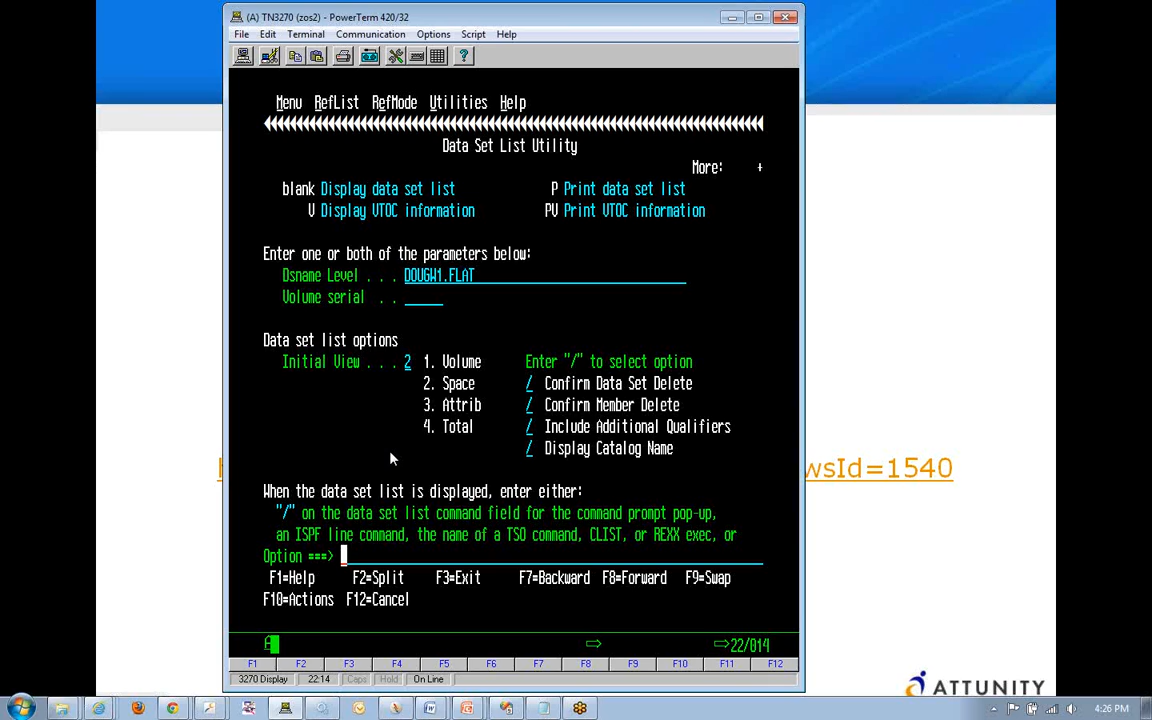 (A) TN3270 (zos2) - PowerTerm 420/32
File Edit Terminal Communication Options Script Help
Menu RefList RefMode Utilities Help
Data Set List Utility
More: +
blank Display data set list P Print data set list
V Display VTOC information PV Print VTOC information
Enter one or both of the parameters below:
Dsname Level . . . DOUGW1.FLAT
Volume serial . .
Data set list options
Initial View . . . 2 1. Volume Enter "/" to select option
2. Space / Confirm Data Set Delete
3. Attrib / Confirm Member Delete
4. Total / Include Additional Qualifiers
/ Display Catalog Name
wsId=1540
When the data set list is displayed, enter either:
"/" on the data set list command field for the command prompt pop-up,
an ISPF line command, the name of a TSO command, CLIST, or REXX exec, or
Option ===>
F1=Help F2=Split F3=Exit F7=Backward F8=Forward F9=Swap
F10=Actions F12=Cancel
A 22/014
F1 F2 F3 F4 F5 F6 F7 F8 F9 F10 F11 F12
3270 Display 22:14 Caps Hold On Line
ATTUNITY
4:26 PM